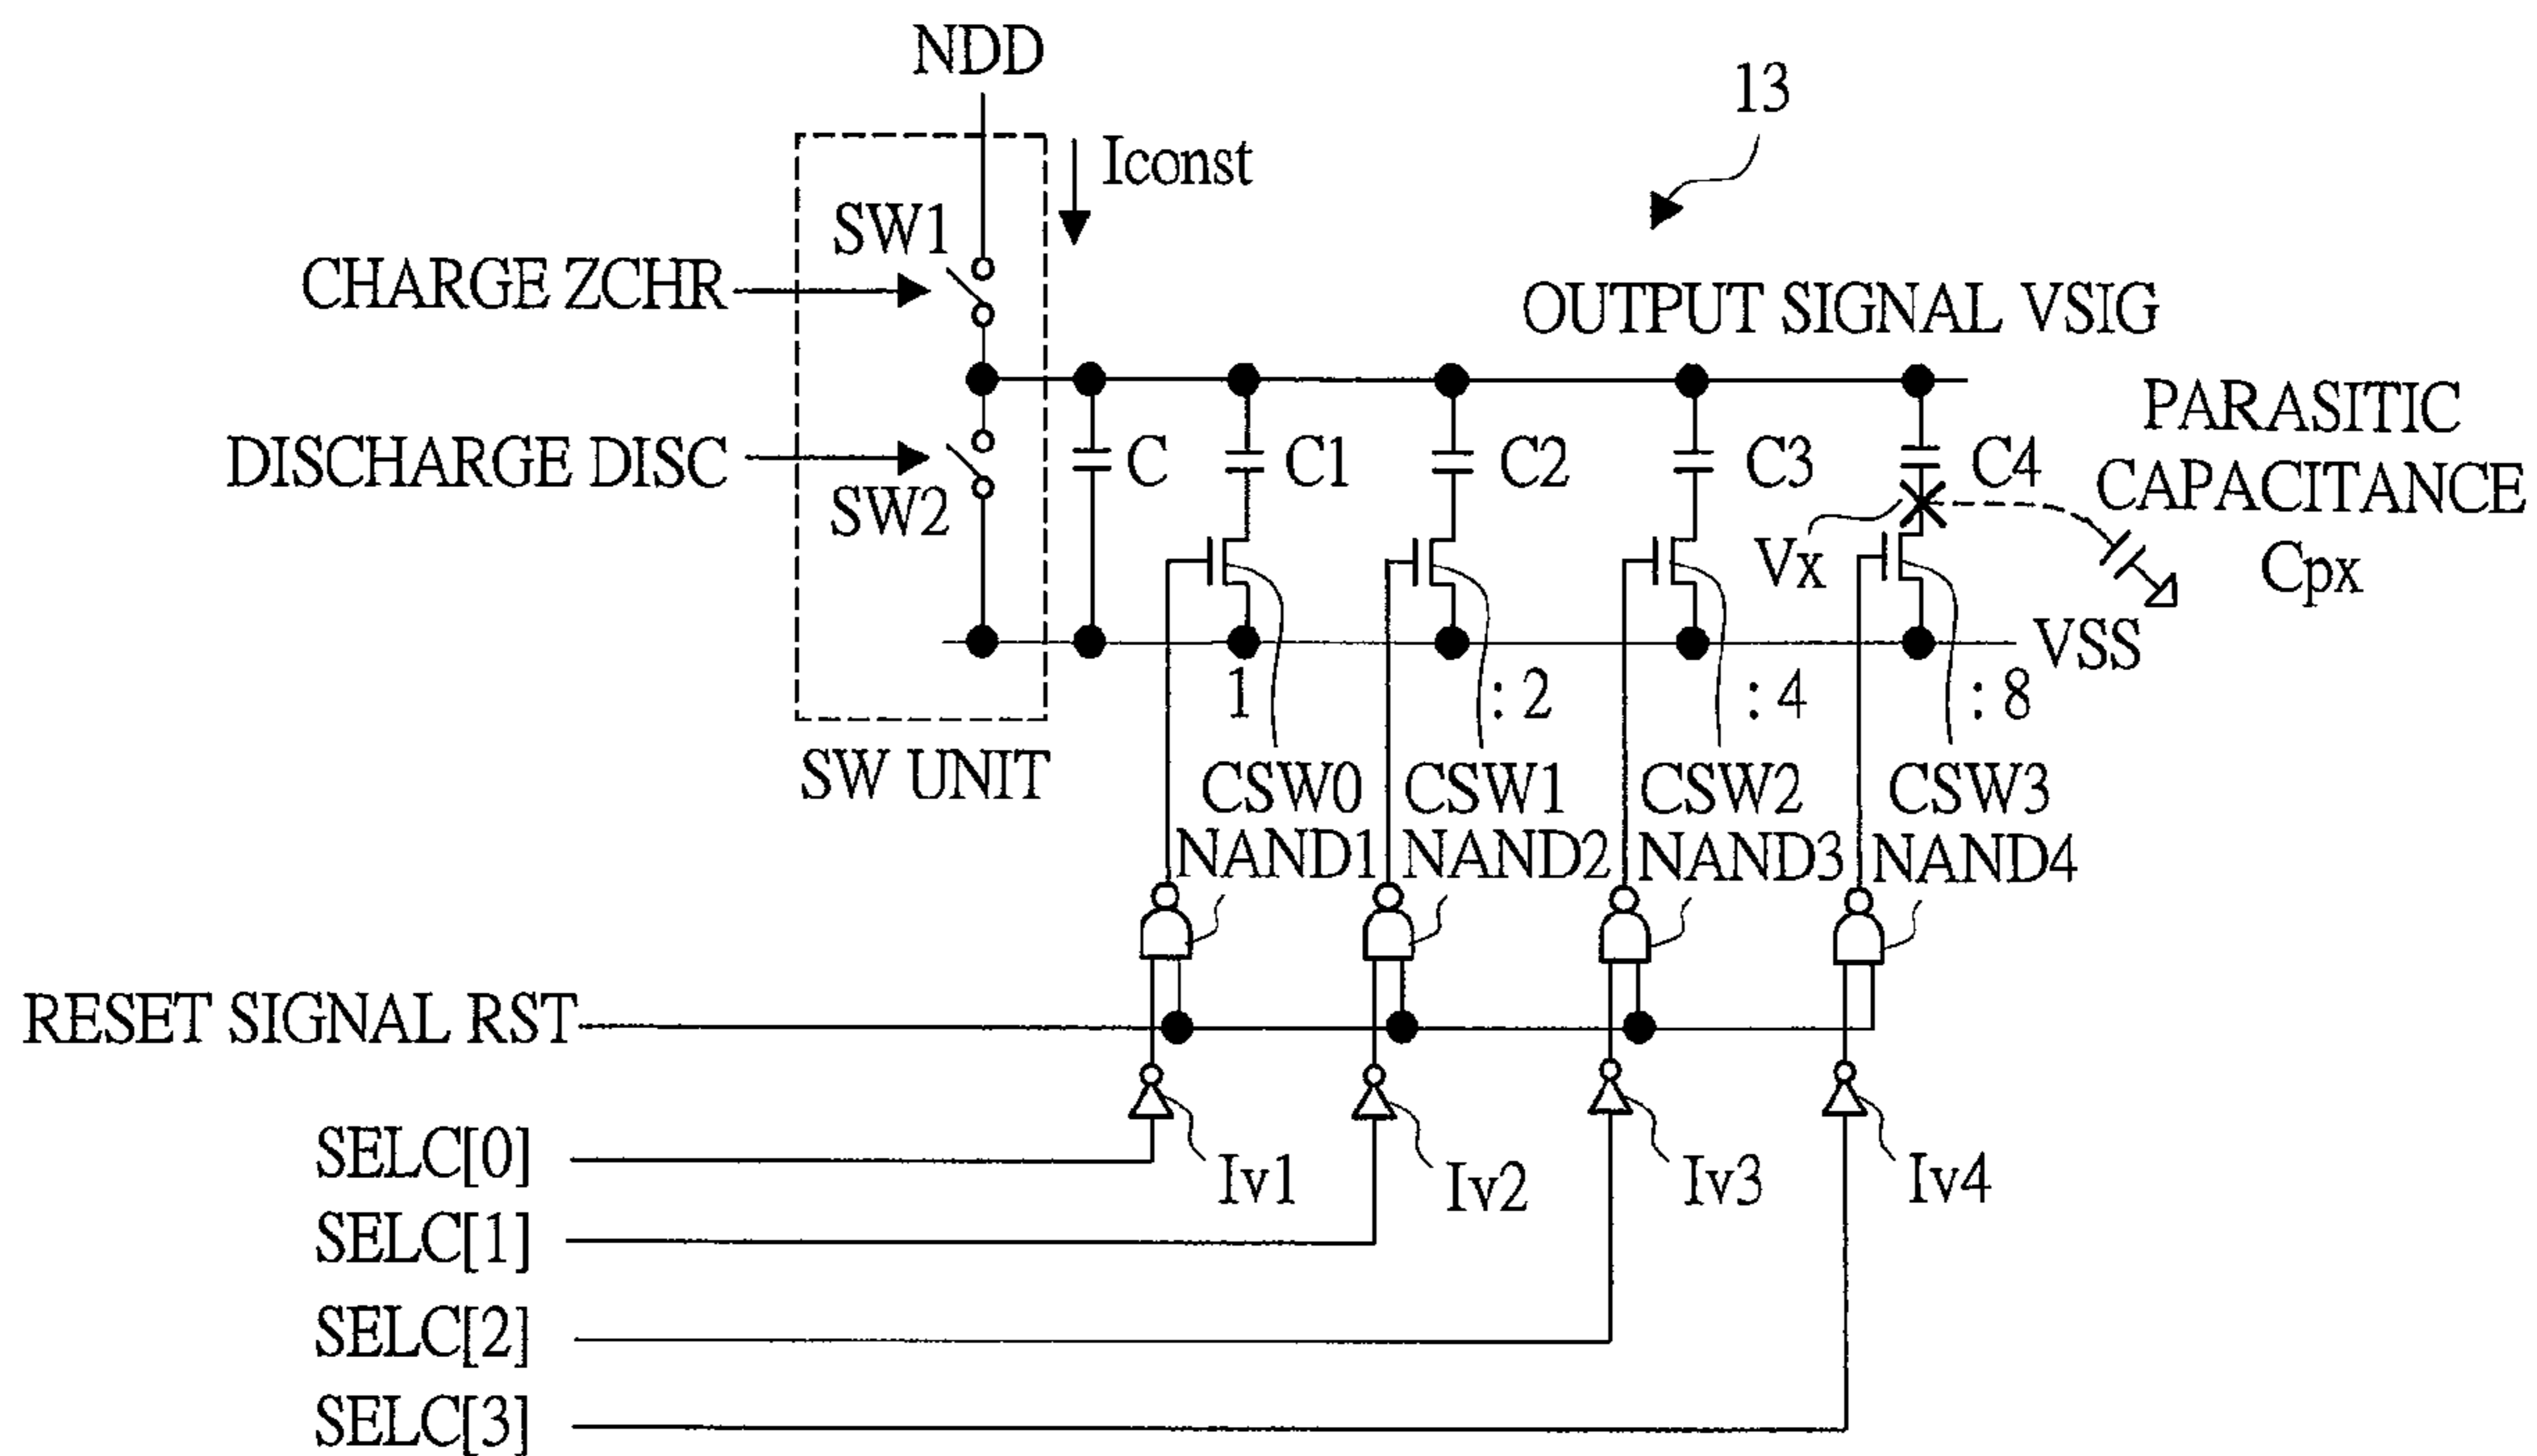 NDD
13
Iconst
SW1
CHARGE ZCHR
OUTPUT SIGNAL VSIG
PARASITIC
CAPACITANCE
Cpx
DISCHARGE DISC
SW2
C
C1
C2
C3
C4
Vx
VSS
1 : 2 : 4 : 8
SW UNIT
CSW0 CSW1 CSW2 CSW3
NAND1 NAND2 NAND3 NAND4
RESET SIGNAL RST
SELC[0]
Iv1 Iv2 Iv3 Iv4
SELC[1]
SELC[2]
SELC[3]